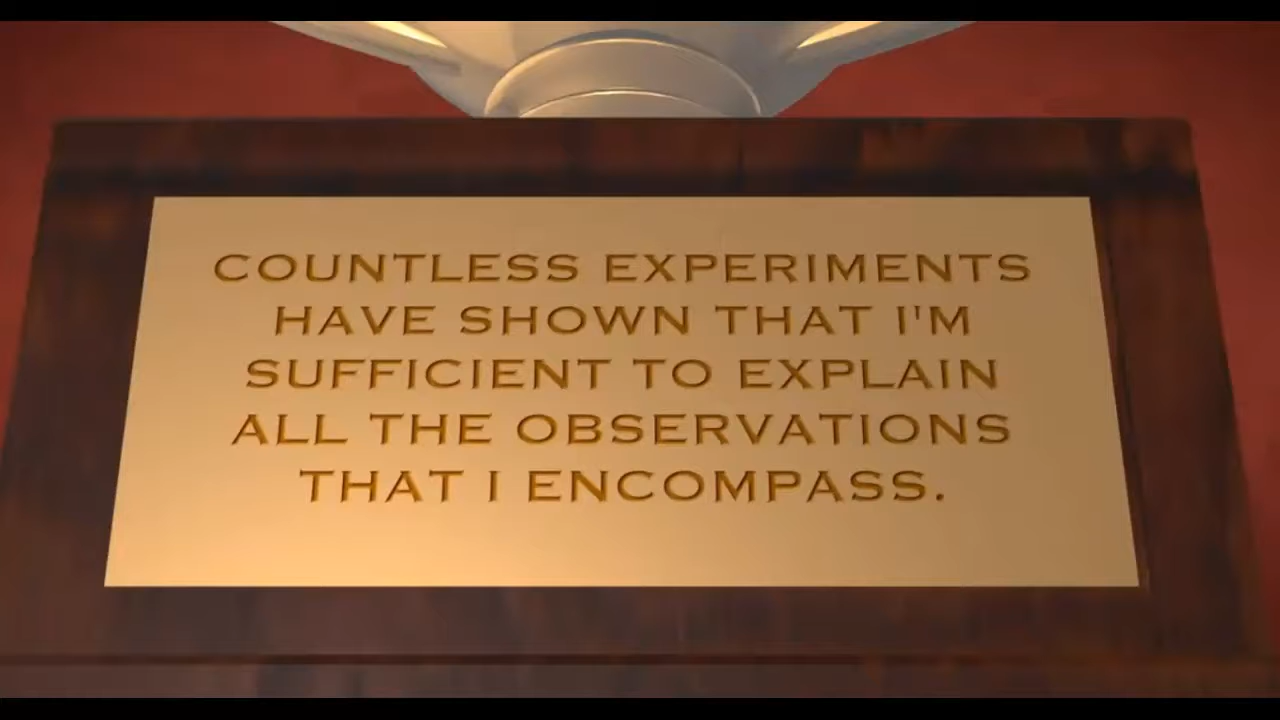 COUNTLESS EXPERIMENTS
HAVE SHOWN THAT I'M
SUFFICIENT TO EXPLAIN
ALL THE OBSERVATIONS
THAT I ENCOMPASS.